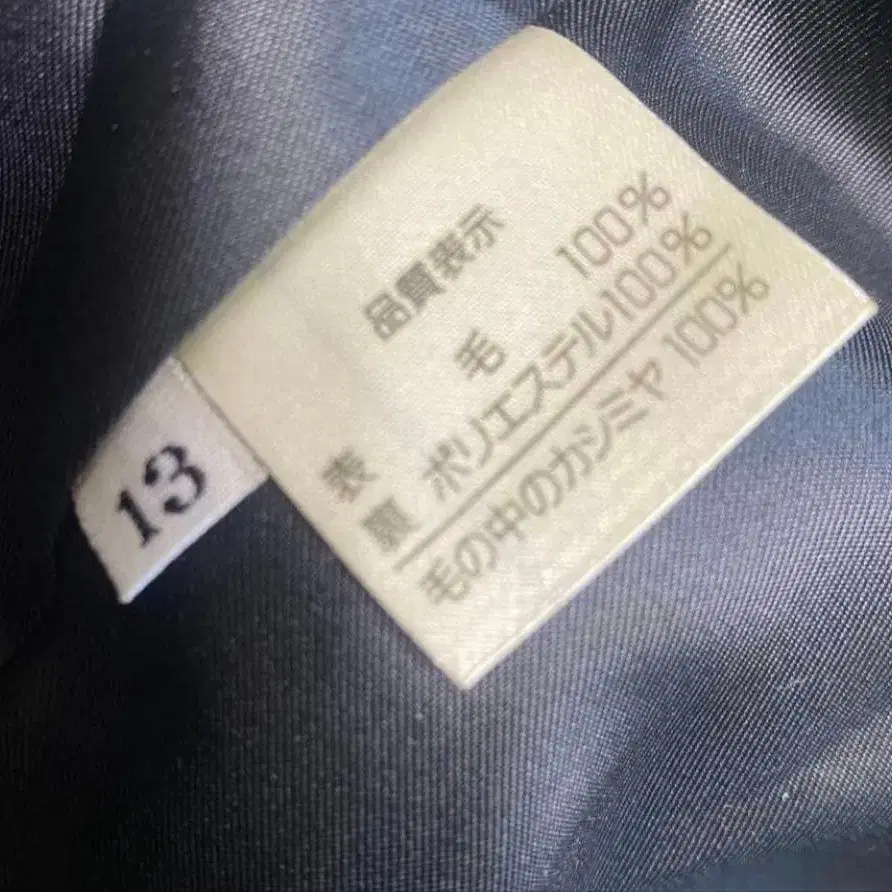 品質表示
表 毛 100%
裏 ポリエステル100%
毛の中のカシミヤ 100%
13